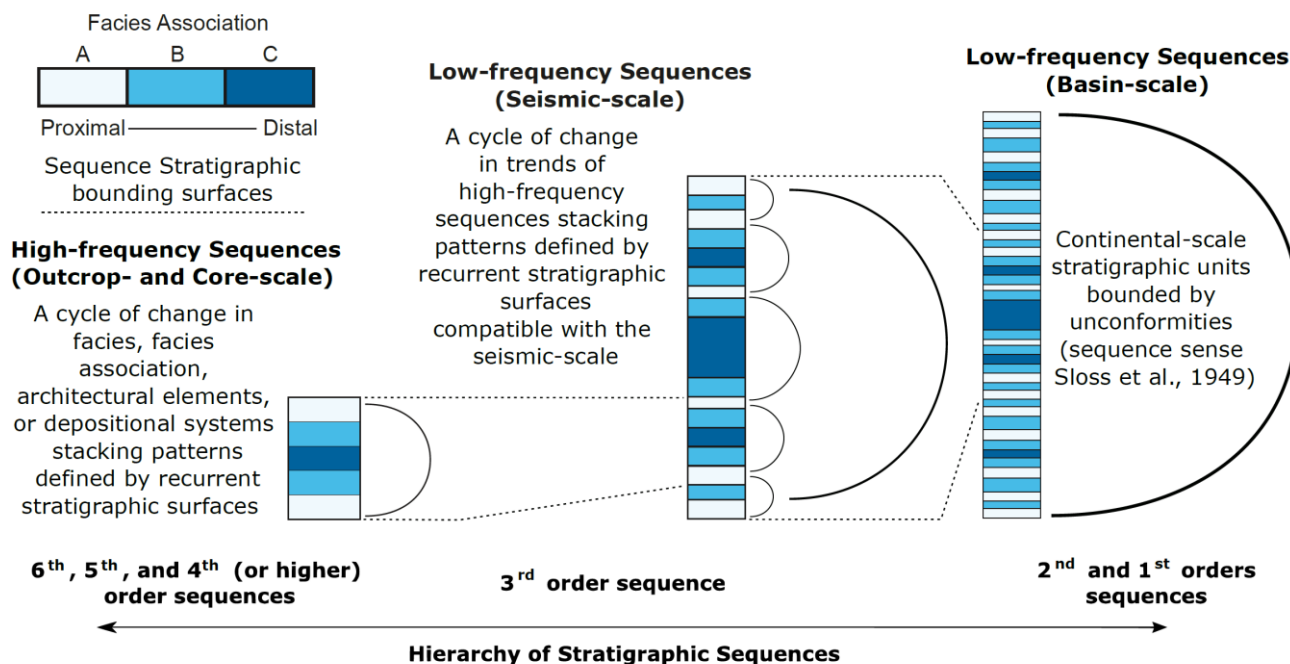 Facies Association
A B C
Proximal Distal
Sequence Stratigraphic
bounding surfaces
High-frequency Sequences
(Outcrop- and Core-scale)
A cycle of change in
facies, facies
association,
architectural elements,
or depositional systems
stacking patterns
defined by recurrent
stratigraphic surfaces
6th, 5th, and 4th (or higher)
order sequences
Low-frequency Sequences
(Seismic-scale)
A cycle of change
in trends of
high-frequency
sequences stacking
patterns defined by
recurrent stratigraphic
surfaces
compatible with the
seismic-scale
3rd order sequence
Low-frequency Sequences
(Basin-scale)
Continental-scale
stratigraphic units
bounded by
unconformities
(sequence sense
Sloss et al., 1949)
2nd and 1st orders
sequences
Hierarchy of Stratigraphic Sequences